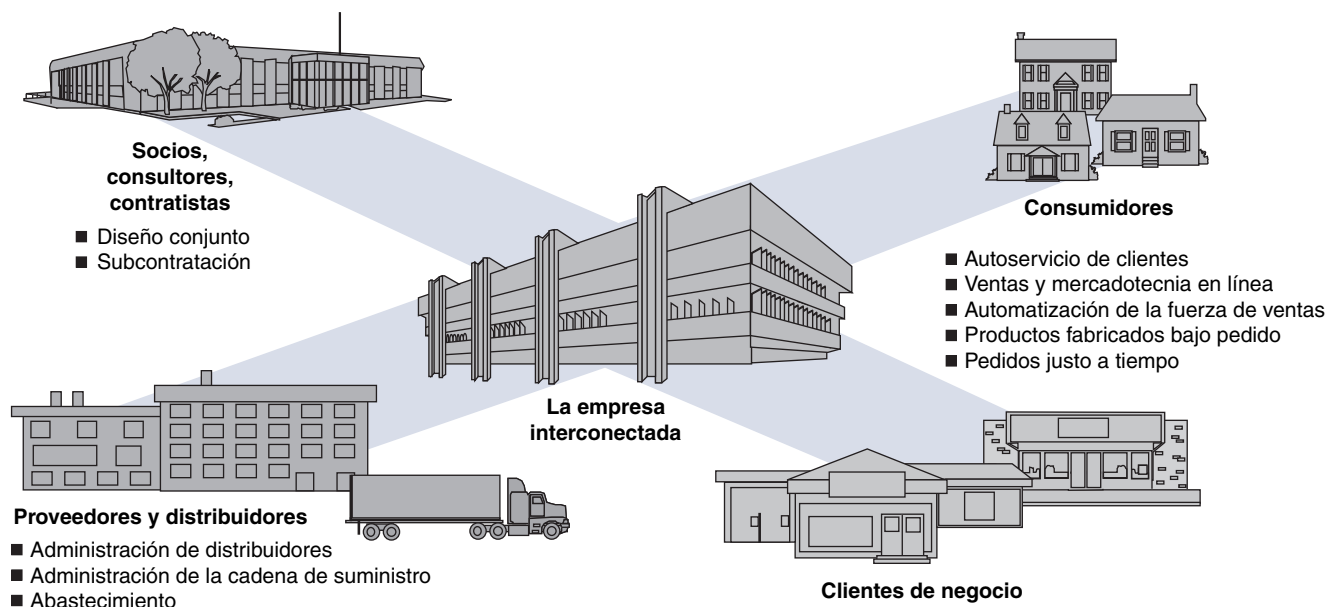 Socios,
consultores,
contratistas
■ Diseño conjunto
■ Subcontratación
Consumidores
■ Autoservicio de clientes
■ Ventas y mercadotecnia en línea
■ Automatización de la fuerza de ventas
■ Productos fabricados bajo pedido
■ Pedidos justo a tiempo
La empresa
interconectada
Proveedores y distribuidores
■ Administración de distribuidores
■ Administración de la cadena de suministro
■ Abastecimiento
Clientes de negocio